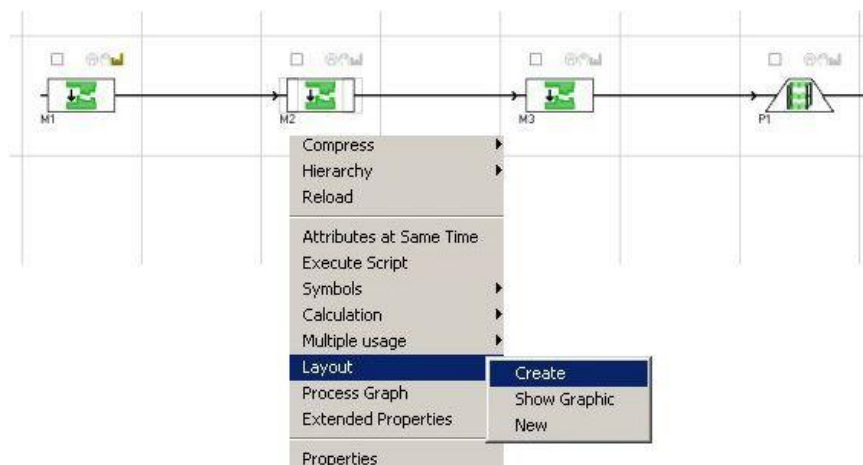 M1
M2
M3
P1
Compress
Hierarchy
Reload
Attributes at Same Time
Execute Script
Symbols
Calculation
Multiple usage
Layout
Process Graph
Extended Properties
Properties
Create
Show Graphic
New